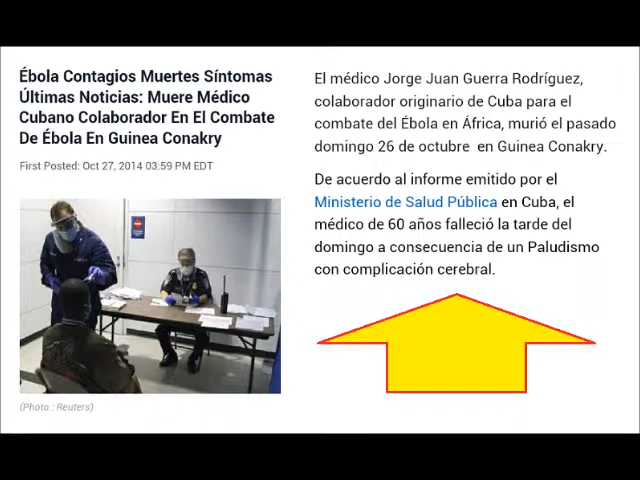 Ébola Contagios Muertes Síntomas
Últimas Noticias: Muere Médico
Cubano Colaborador En El Combate
De Ébola En Guinea Conakry
First Posted: Oct 27, 2014 03:59 PM EDT
(Photo : Reuters)
El médico Jorge Juan Guerra Rodríguez,
colaborador originario de Cuba para el
combate del Ébola en África, murió el pasado
domingo 26 de octubre en Guinea Conakry.
De acuerdo al informe emitido por el
Ministerio de Salud Pública en Cuba, el
médico de 60 años falleció la tarde del
domingo a consecuencia de un Paludismo
con complicación cerebral.